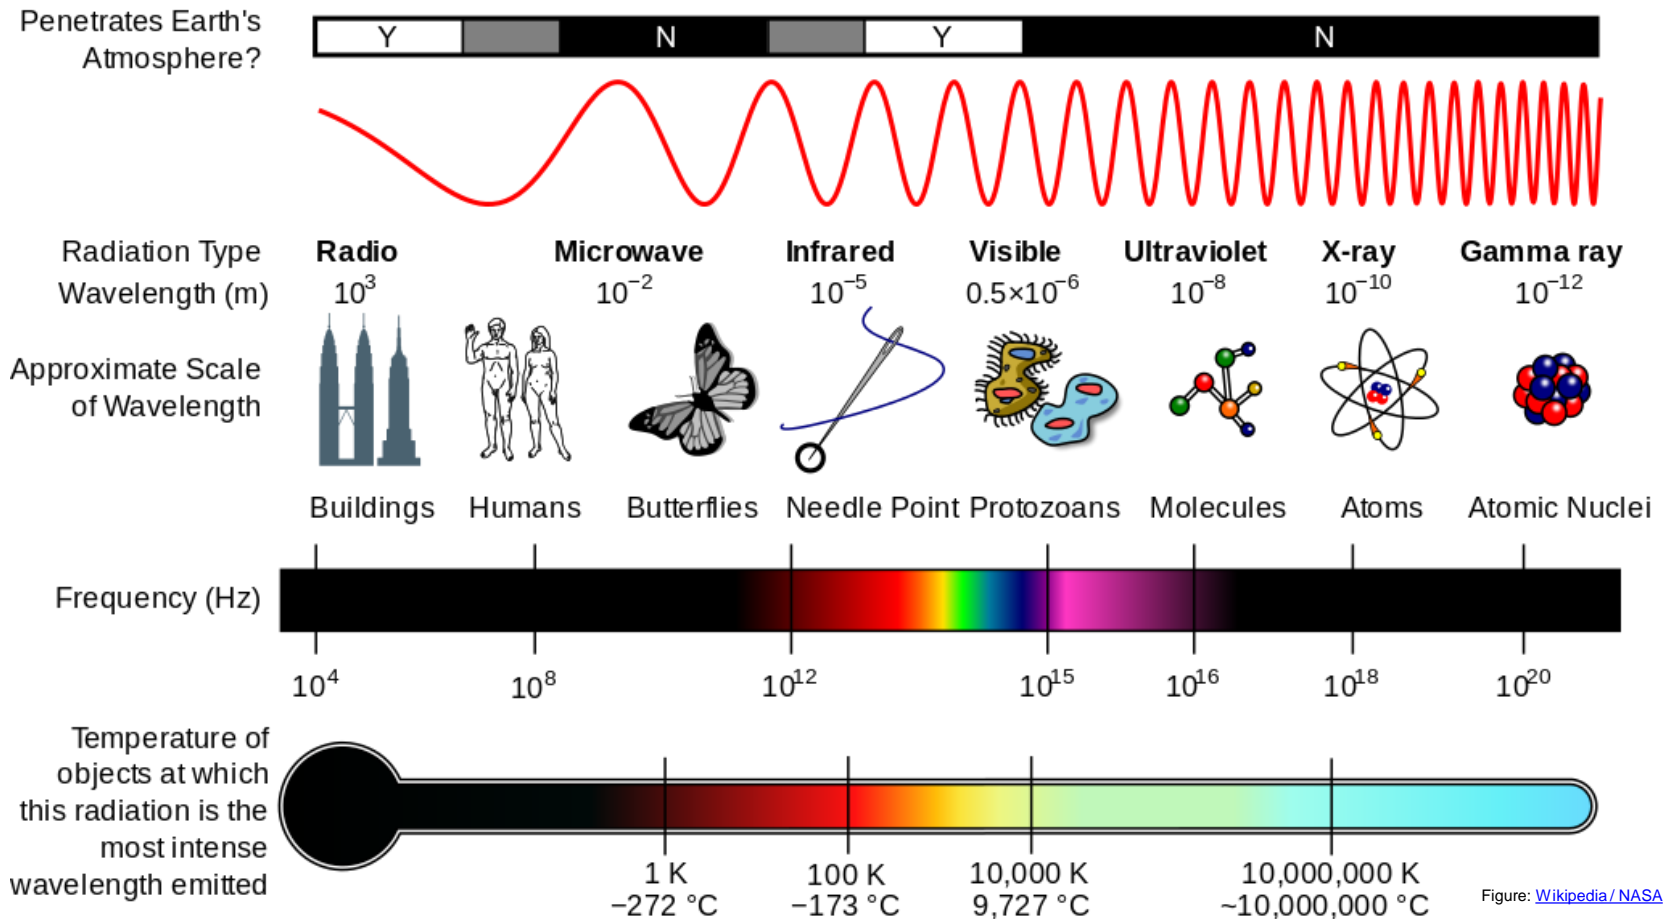 Penetrates Earth's
Atmosphere?
Y N Y N
Radiation Type
Radio Microwave Infrared Visible Ultraviolet X-ray Gamma ray
Wavelength (m)
10³ 10⁻² 10⁻⁵ 0.5×10⁻⁶ 10⁻⁸ 10⁻¹⁰ 10⁻¹²
Approximate Scale
of Wavelength
Buildings Humans Butterflies Needle Point Protozoans Molecules Atoms Atomic Nuclei
Frequency (Hz)
10⁴ 10⁸ 10¹² 10¹⁵ 10¹⁶ 10¹⁸ 10²⁰
Temperature of
objects at which
this radiation is the
most intense
wavelength emitted
1 K 100 K 10,000 K 10,000,000 K
−272 °C −173 °C 9,727 °C ~10,000,000 °C
Figure: Wikipedia / NASA